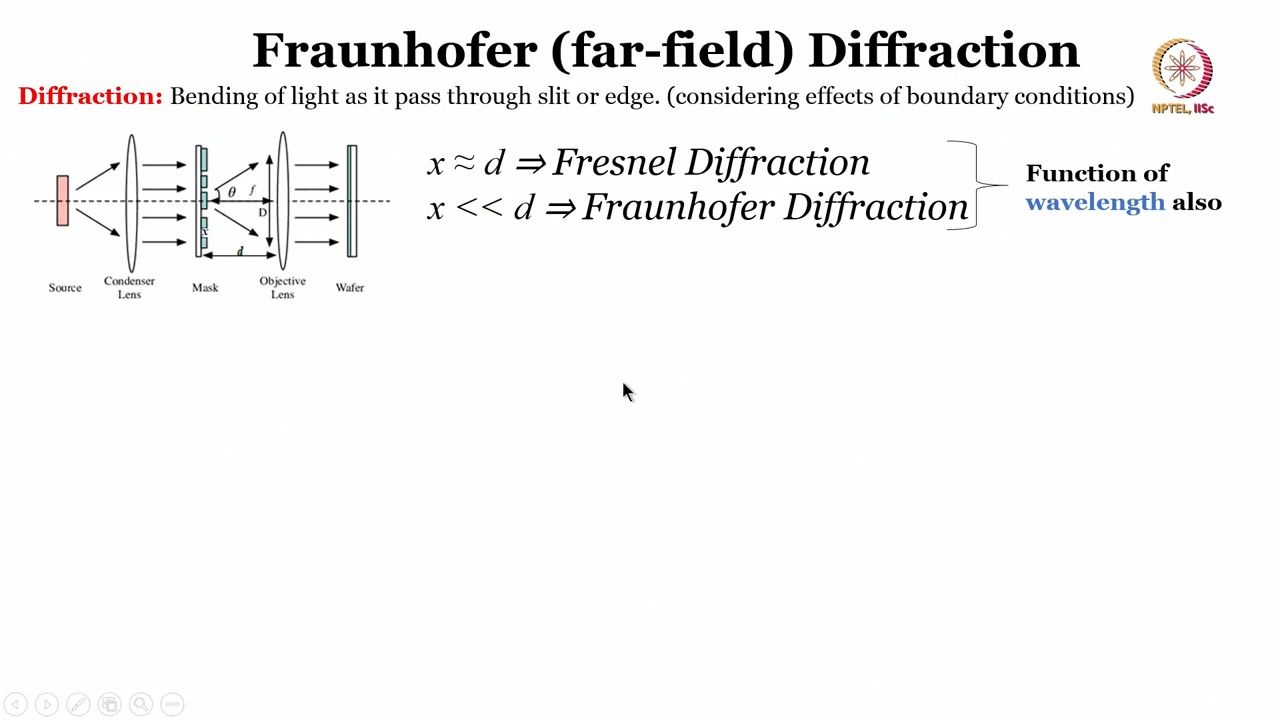 Fraunhofer (far-field) Diffraction
Diffraction: Bending of light as it pass through slit or edge. (considering effects of boundary conditions)
NPTEL, IISc
x ≈ d ⇒ Fresnel Diffraction
x << d ⇒ Fraunhofer Diffraction
Function of
wavelength also
θ f
D
x
d
Source
Condenser
Lens
Mask
Objective
Lens
Wafer